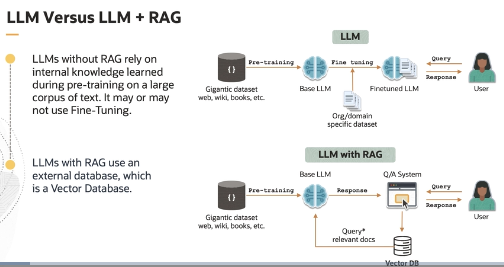 LLM Versus LLM + RAG
LLMs without RAG rely on
internal knowledge learned
during pre-training on a large
corpus of text. It may or may
not use Fine-Tuning.
LLMs with RAG use an
external database, which
is a Vector Database.
LLM
Pre-training
Fine tuning
Query
Response
Gigantic dataset
web, wiki, books, etc.
Base LLM
Finetuned LLM
User
Org/domain
specific dataset
LLM with RAG
Base LLM
Q/A System
Pre-training
Response
Query
Response
Gigantic dataset
web, wiki, books, etc.
User
Query*
relevant docs
Vector DB